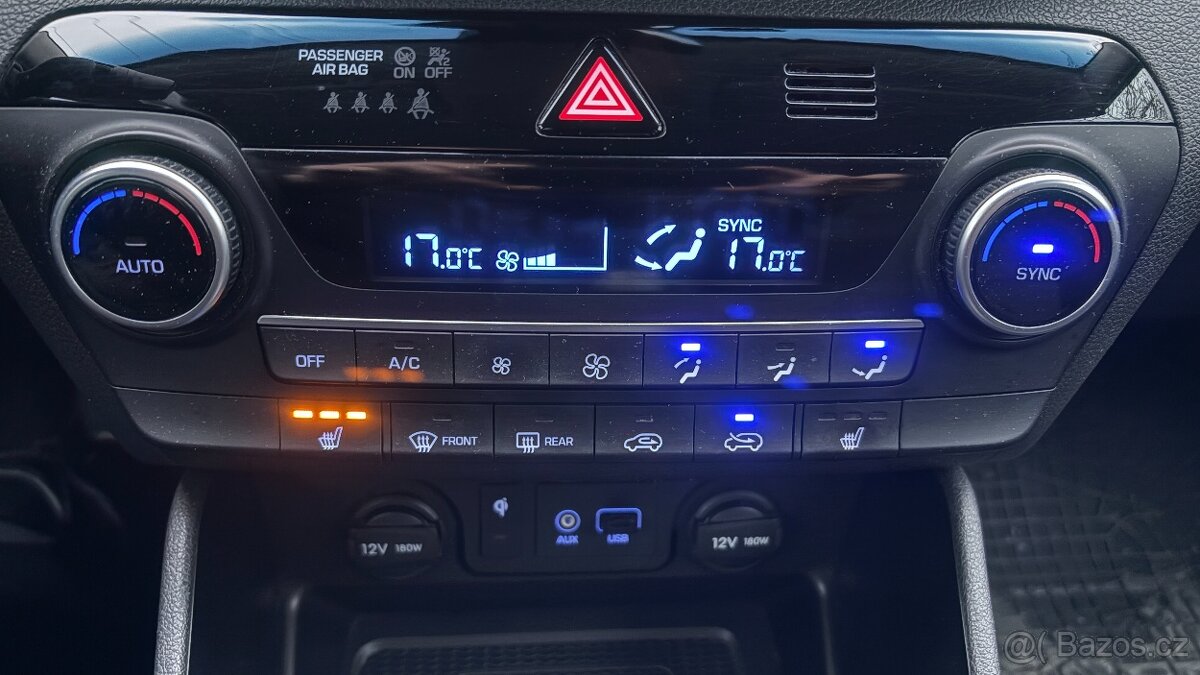 PASSENGER
AIR BAG ON OFF
SYNC
17.0°C 17.0°C
AUTO
SYNC
OFF A/C
FRONT REAR
12V 180W AUX USB 12V 180W
@( Bazos.cz